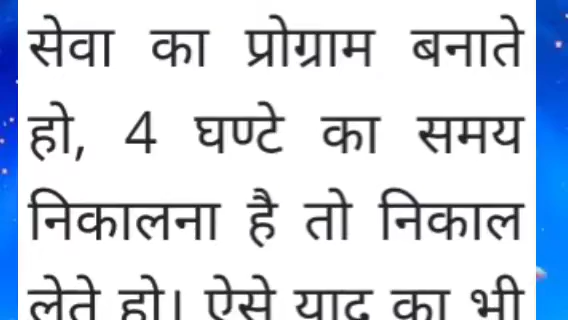 सेवा का प्रोग्राम बनाते
हो, 4 घण्टे का समय
निकालना है तो निकाल
लेते हो। ऐसे याद का भी